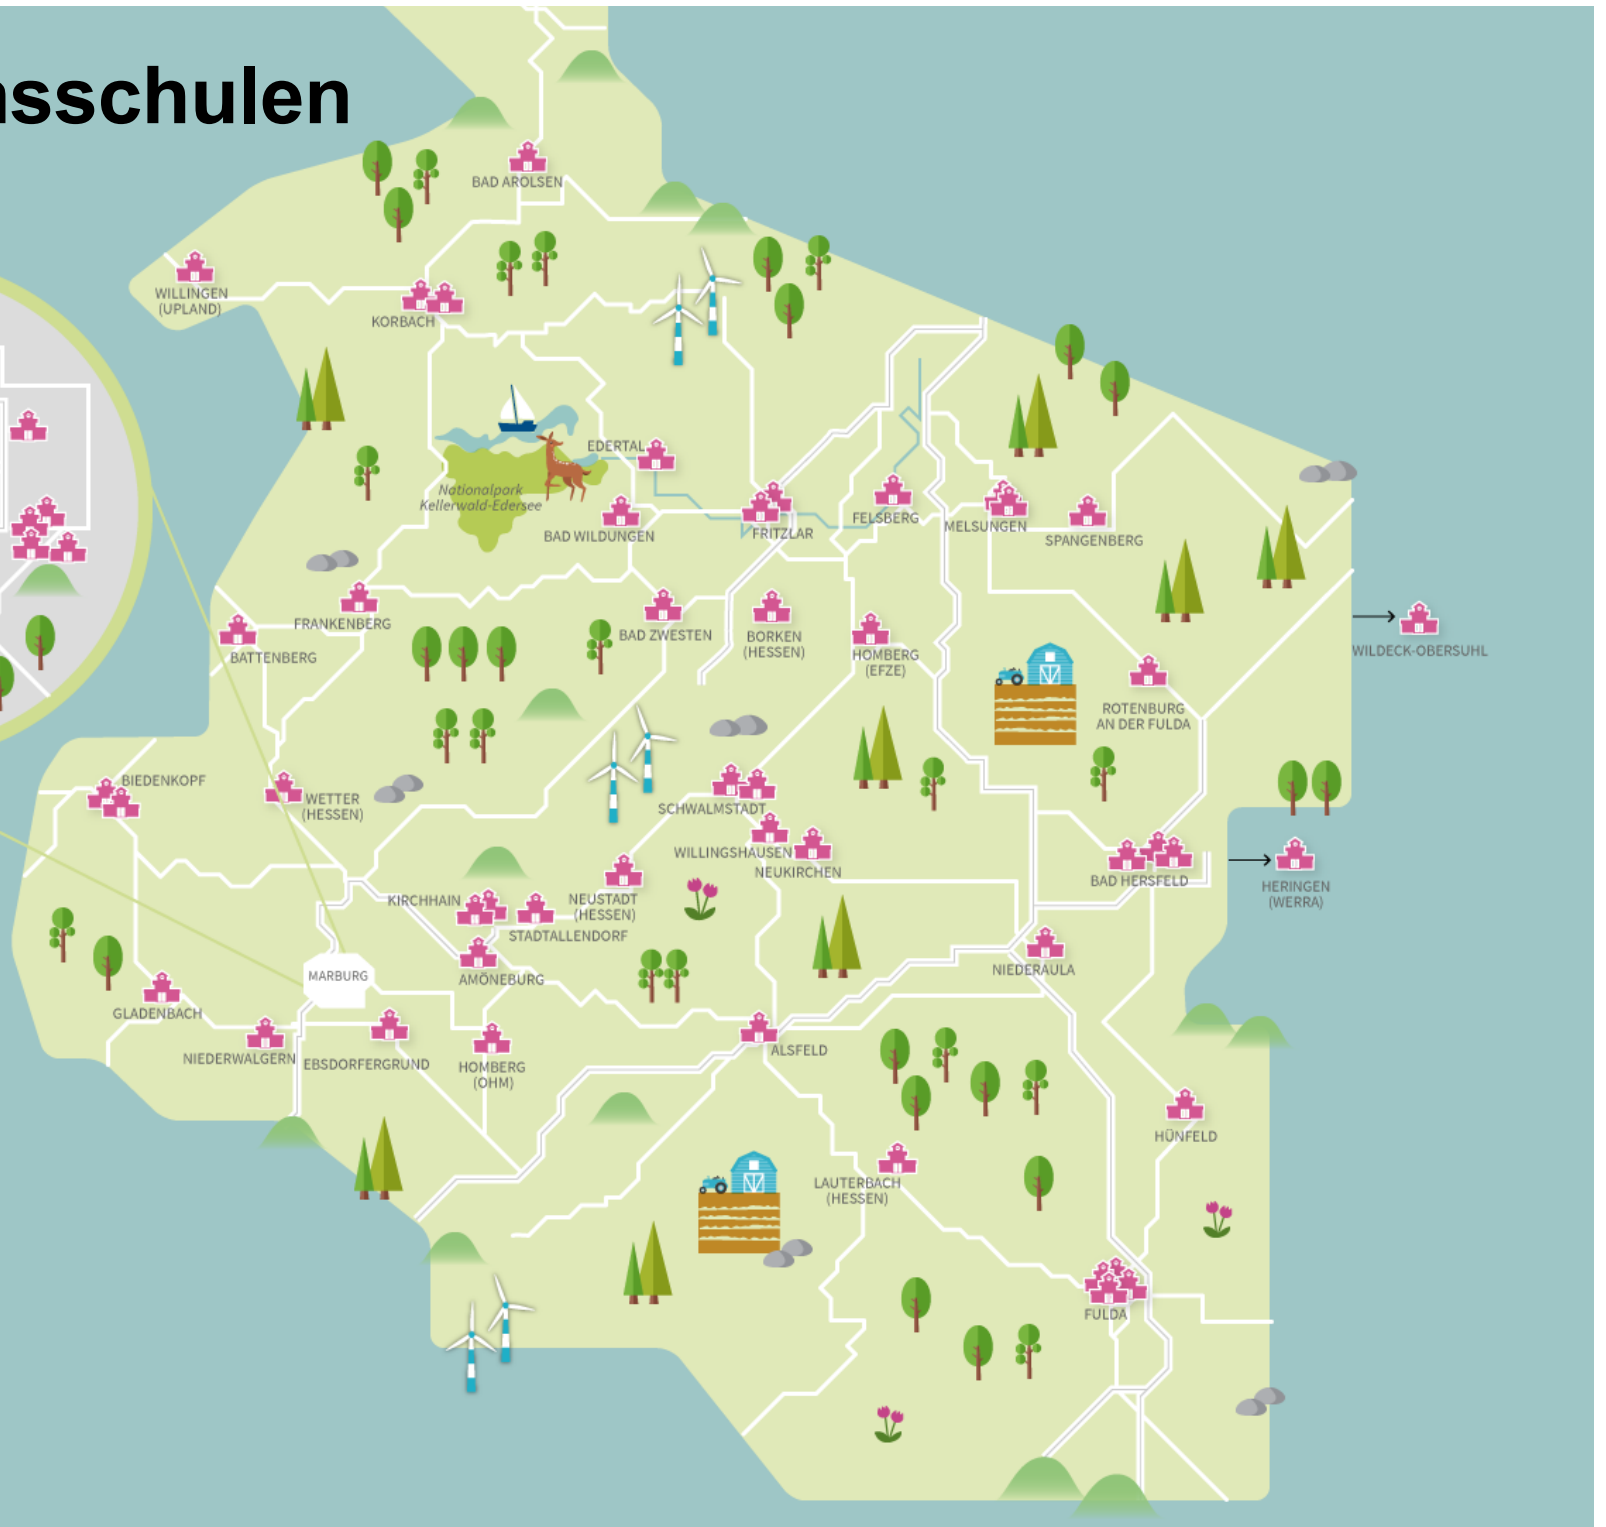 nsschulen
BAD AROLSEN
WILLINGEN
(UPLAND)
KORBACH
EDERTAL
Nationalpark
Kellerwald-Edersee
BAD WILDUNGEN
FRITZLAR
FELSBERG
MELSUNGEN
SPANGENBERG
FRANKENBERG
BATTENBERG
BAD ZWESTEN
BORKEN
(HESSEN)
HOMBERG
(EFZE)
WILDECK-OBERSUHL
ROTENBURG
AN DER FULDA
BIEDENKOPF
WETTER
(HESSEN)
SCHWALMSTADT
WILLINGSHAUSEN
NEUKIRCHEN
BAD HERSFELD
HERINGEN
(WERRA)
KIRCHHAIN
NEUSTADT
(HESSEN)
STADTALLENDORF
AMÖNEBURG
NIEDERAULA
MARBURG
GLADENBACH
NIEDERWALGERN
EBSDORFERGRUND
HOMBERG
(OHM)
ALSFELD
HÜNFELD
LAUTERBACH
(HESSEN)
FULDA